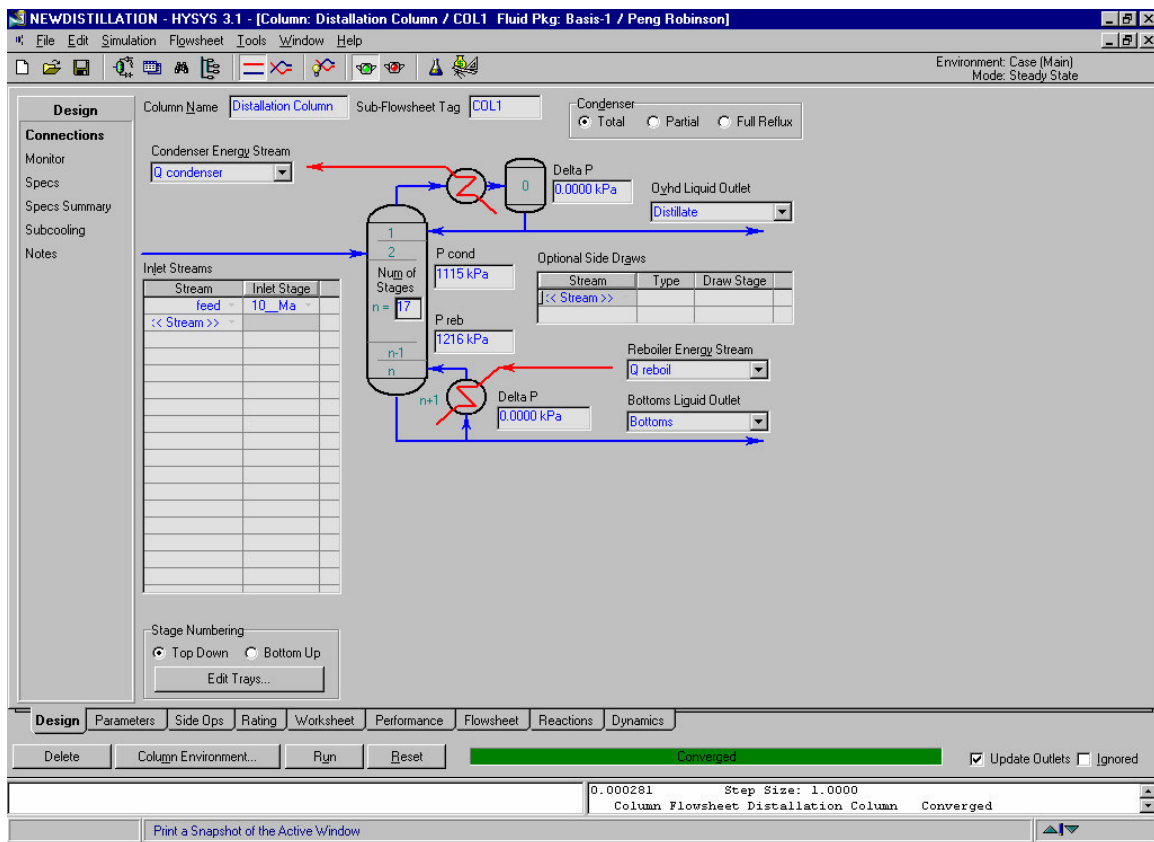 NEWDISTILLATION - HYSYS 3.1 - [Column: Distallation Column / COL1 Fluid Pkg: Basis-1 / Peng Robinson]
File Edit Simulation Flowsheet Tools Window Help
Environment: Case (Main)
Mode: Steady State
Design
Connections
Monitor
Specs
Specs Summary
Subcooling
Notes
Column Name Distallation Column Sub-Flowsheet Tag COL1
Condenser
Total Partial Full Reflux
Condenser Energy Stream
Q condenser
0
Delta P
0.0000 kPa
Ovhd Liquid Outlet
Distillate
1
2
Num of
Stages
n = 17
n-1
n
n+1
P cond
1115 kPa
P reb
1216 kPa
Delta P
0.0000 kPa
Optional Side Draws
Stream Type Draw Stage
<< Stream >>
Reboiler Energy Stream
Q reboil
Bottoms Liquid Outlet
Bottoms
Inlet Streams
Stream Inlet Stage
feed 10__Ma
<< Stream >>
Stage Numbering
Top Down Bottom Up
Edit Trays...
Design Parameters Side Ops Rating Worksheet Performance Flowsheet Reactions Dynamics
Delete Column Environment... Run Reset Converged Update Outlets Ignored
0.000281 Step Size: 1.0000
Column Flowsheet Distallation Column Converged
Print a Snapshot of the Active Window